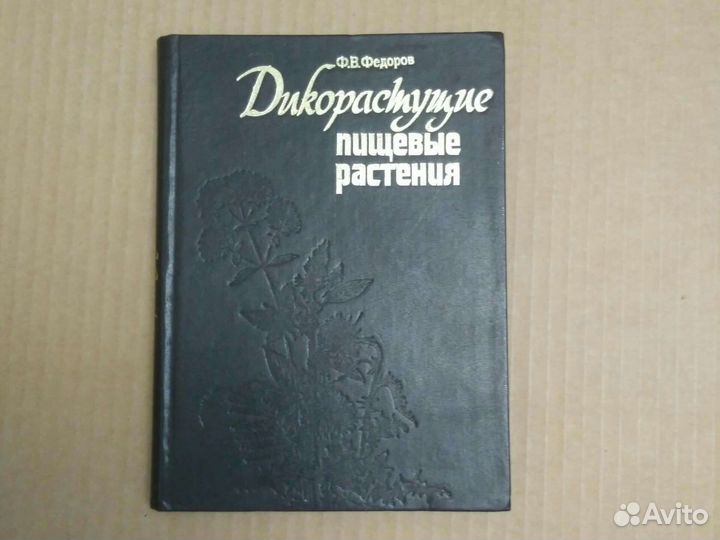 Ф.В.Федоров
Дикорастущие
пищевые
растения
Avito